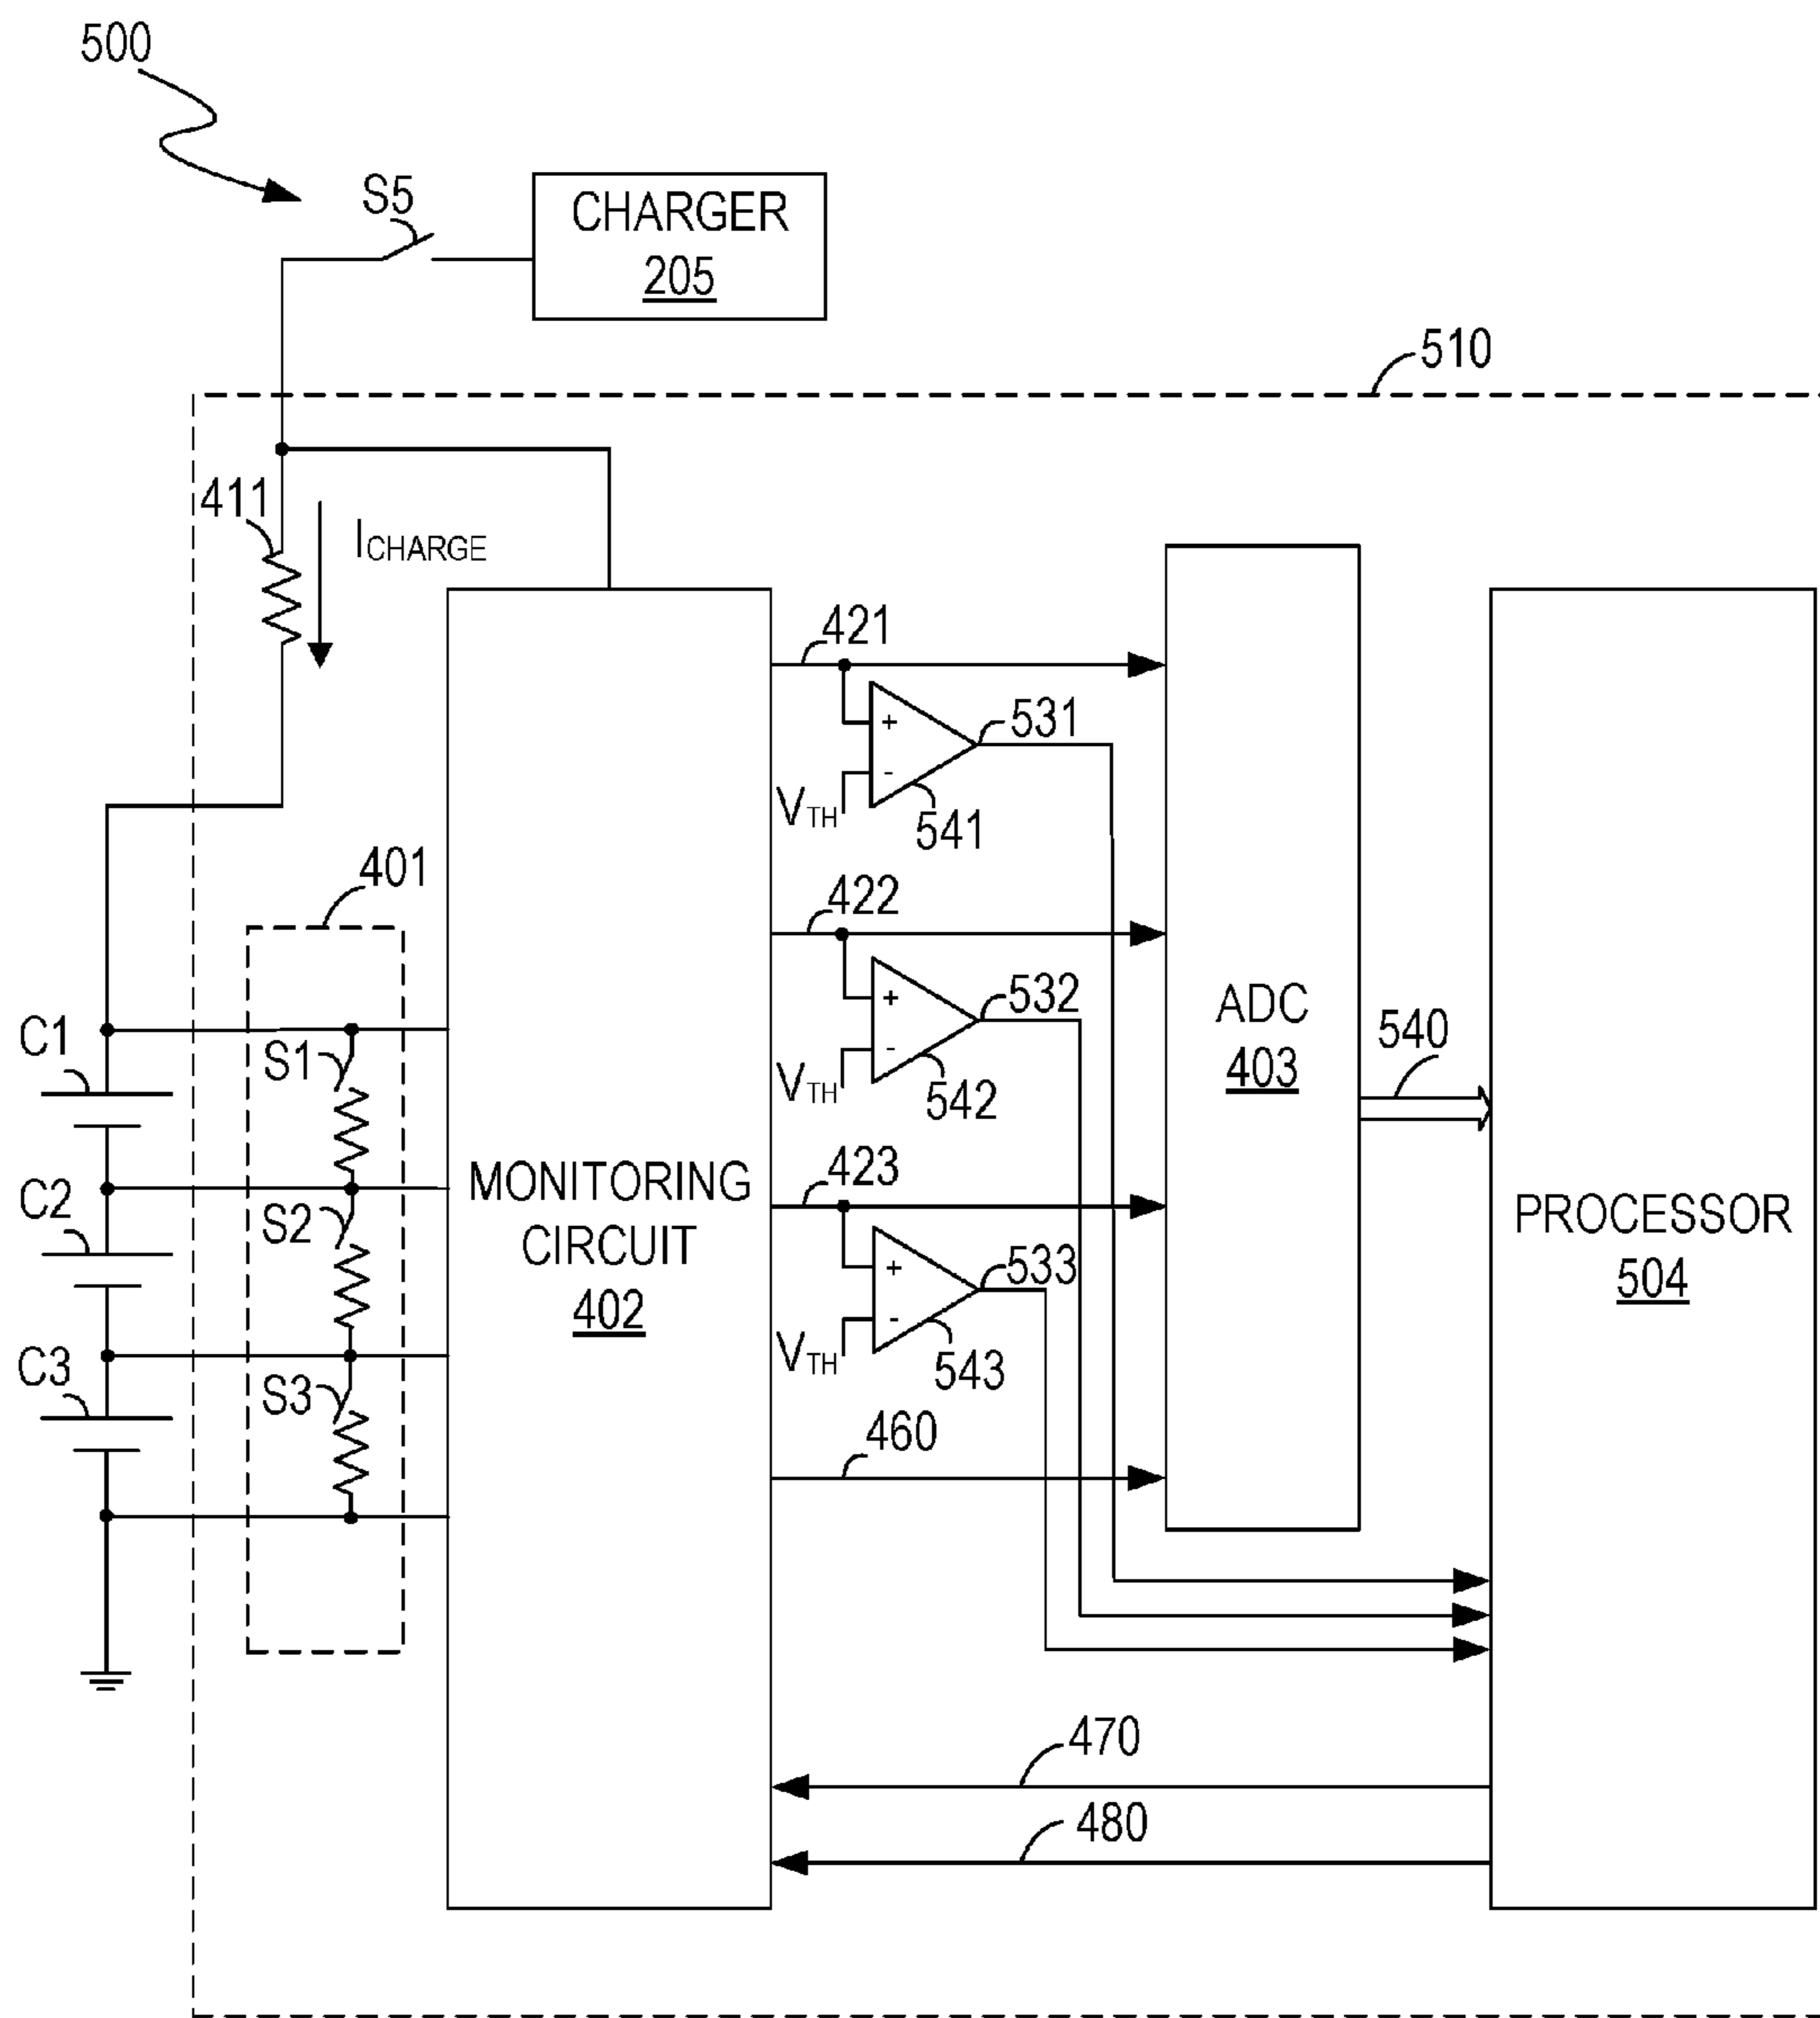 500
S5
CHARGER
205
510
411
ICHARGE
421
+
531
-
VTH
541
401
422
+
532
-
VTH
542
ADC
403
540
C1
S1
MONITORING
CIRCUIT
402
423
+
533
-
VTH
543
PROCESSOR
504
C2
S2
C3
S3
460
470
480